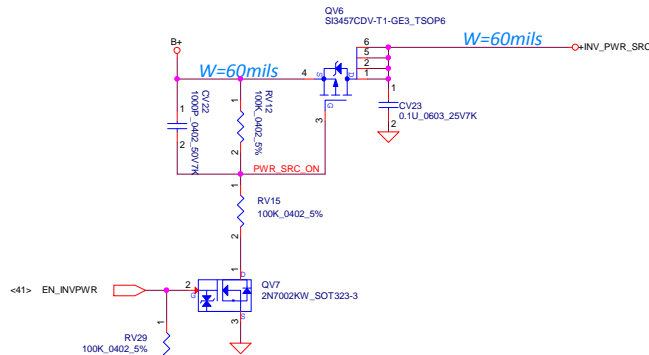 QV6
SI3457CDV-T1-GE3_TSOP6
B+
W=60mils
W=60mils
+INV_PWR_SRC
4
S
D
G
6
5
2
1
3
1
CV22
1000P_0402_50V7K
2
1
RV12
100K_0402_5%
2
1
CV23
0.1U_0603_25V7K
2
PWR_SRC_ON
1
RV15
100K_0402_5%
2
1
D
QV7
2N7002KW_SOT323-3
<41> EN_INVPWR
2
G
S
3
1
RV29
100K_0402_5%